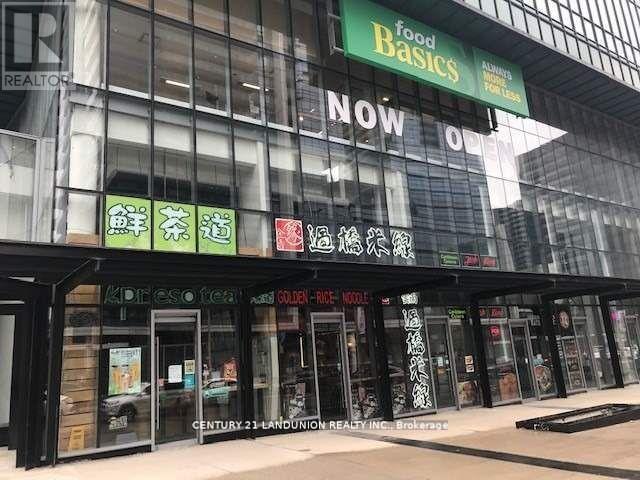 REALTOR
food
Basics
ALWAYS
MORE
FOR LESS
NOW OPEN
鮮茶道
過橋米線
presotea
GOLDEN RICE NOODLE
過橋米線
CENTURY 21 LANDUNION REALTY INC., Brokerage